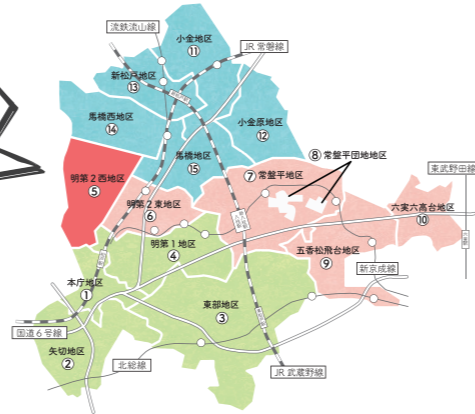 流鉄流山線
小金地区
⑪
JR 常磐線
新松戸地区
⑬
馬橋西地区
⑭
小金原地区
⑫
馬橋地区
⑮
⑧ 常盤平団地地区
⑦ 常盤平地区
東武野田線
明第2西地区
⑤
明第2東地区
⑥
六実六高台地区
⑩
明第1地区
④
五香松飛台地区
⑨
新京成線
本庁地区
①
東部地区
③
国道6号線
矢切地区
②
北総線
JR 武蔵野線